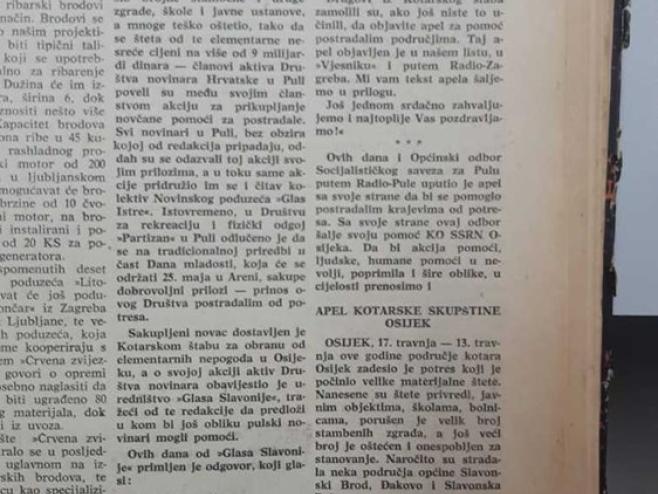 ribarski brodovi
način. Brodovi se
o našim projekti-
biti tipični tali-
koji se upotreb-
alno za ribarenje
Dužina će im iz-
ra, širina 6, dok
znositi nešto više
Kapacitet brodova
ona ribe u 45 ku-
rashladnog pro-
ki motor od 200
u ljubljanskom
mogućavat će bro-
brzine od 10 čvo-
ni motor, na bro-
i instalirani i po-
od 20 KS za po-
generatora.
spomenutih deset
poduzeća »Lito-
vat će još podu-
ončar« iz Zagreba
Ljubljane, te ve-
ih poduzeća, koja
eme kooperiraju s
em »Crvena zvijez-
govori o opremi
osebno naglasiti da
biti ugrađeno 80
g materijala, dok
i iz uvoza.
šte »Crvena zvi-
ralo se u posljed-
uglavnom na iz-
rskih brodova, te
cu kao specijalizi-
zgrade, škole i javne ustanove,
a mnoge teško oštetio, tako da
se šteta od te elementarne ne-
sreće cijeni na više od 9 milijar-
di dinara — članovi aktiva Dru-
štva novinara Hrvatske u Puli
poveli su među svojim član-
stvom akciju za prikupljanje
novčane pomoći za postradale.
Svi novinari u Puli, bez obzira
kojoj od redakcija pripadaju, od-
dah su se odazvali toj akciji svo-
jim prilozima, a u toku same ak-
cije pridružio im se i čitav ko-
lektiv Novinskog poduzeća »Glas
Istre«. Istovremeno, u Društvu
za rekreaciju i fizički odgoj
»Partizan« u Puli odlučeno je da
se na tradicionalnoj priredbi u
čast Dana mladosti, koja će se
održati 25. maja u Areni, sakupe
dobrovoljni prilozi — prinos o-
vog Društva postradalim od po-
tresa.
Sakupljeni novac dostavljen je
Kotarskom štabu za obranu od
elementarnih nepogoda u Osije-
ku, a o svojoj akciji aktiv Dru-
štva novinara obavijestio je u-
redništvo »Glasa Slavonije«, tra-
žeći od te redakcije da predloži
u kom bi još obliku pulski no-
vinari mogli pomoći.
Ovih dana od »Glasa Slavoni-
je« primljen je odgovor, koji gla-
si:
zamolili su, ako još niste to u-
činili, da objavite apel za pomoć
postradalim područjima. Taj a-
pel objavljen je u našem listu, u
»Vjesniku« i putem Radio-Za-
greba. Mi vam tekst apela šalje-
mo u prilogu.
Još jednom srdačno zahvalju-
jemo i najtoplije Vas pozdravlja-
mo!«
* * *
Ovih dana i Općinski odbor
Socijalističkog saveza za Pulu
putem Radio-Pule uputio je apel
sa svoje strane da bi se pomoglo
postradalim krajevima od potre-
sa. Sa svoje strane ovaj odbor
šalje svoju pomoć KO SSRN O-
sijeka. Da bi akcija pomoći,
ljudske, humane pomoći u ne-
volji, poprimila i šire oblike, u
cijelosti prenosimo i
APEL KOTARSKE SKUPSTINE
OSIJEK
OSIJEK, 17. travnja — 13. trav-
nja ove godine područje kotara
Osijek zadesio je potres koji je
počinio velike materijalne štete.
Nanesene su štete privredi, jav-
nim objektima, školama, bolni-
cama, porušen je velik broj
stambenih zgrada, a još veći
broj je oštećen i onespobljen za
stanovanje. Naročito su strada-
la neka područja općine Slavon-
ski Brod, Đakovo i Slavonska